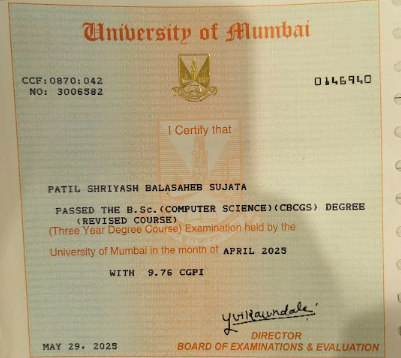 University of Mumbai
CCF:0870:042
NO: 3006582
0146940
I Certify that
PATIL SHRIYASH BALASAHEB SUJATA
PASSED THE B.Sc.(COMPUTER SCIENCE)(CBCGS) DEGREE
(REVISED COURSE)
(Three Year Degree Course) Examination held by the
University of Mumbai in the month of APRIL 2025
WITH 9.76 CGPI
DIRECTOR
MAY 29, 2025
BOARD OF EXAMINATIONS & EVALUATION